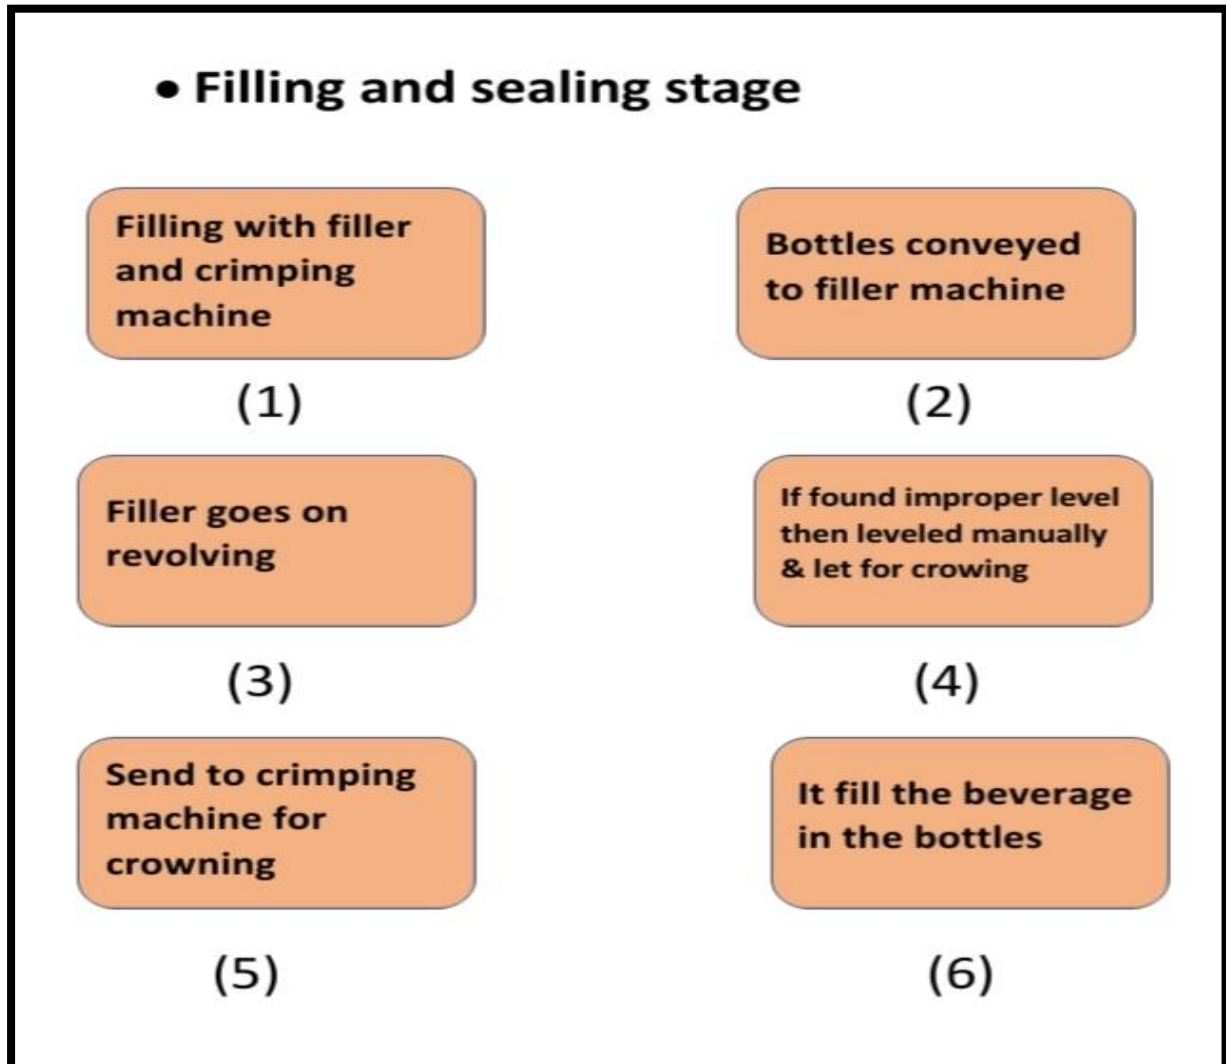 • Filling and sealing stage
Filling with filler
and crimping
machine
(1)
Bottles conveyed
to filler machine
(2)
Filler goes on
revolving
(3)
If found improper level
then leveled manually
& let for crowing
(4)
Send to crimping
machine for
crowning
(5)
It fill the beverage
in the bottles
(6)